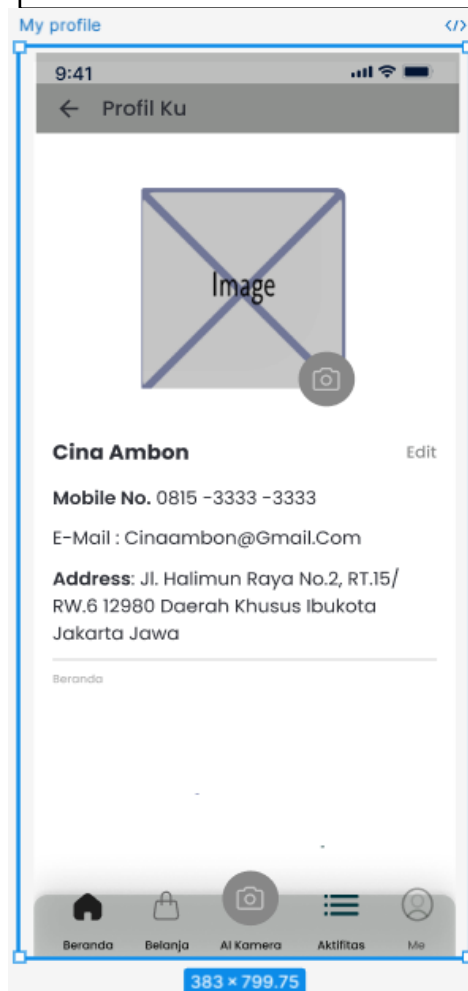 My profile </>
9:41
Profil Ku
Image
Cina Ambon Edit
Mobile No. 0815 -3333 -3333
E-Mail : Cinaambon@Gmail.Com
Address: Jl. Halimun Raya No.2, RT.15/
RW.6 12980 Daerah Khusus Ibukota
Jakarta Jawa
Beranda
-
-
Beranda Belanja AI Kamera Aktifitas Me
383 × 799.75